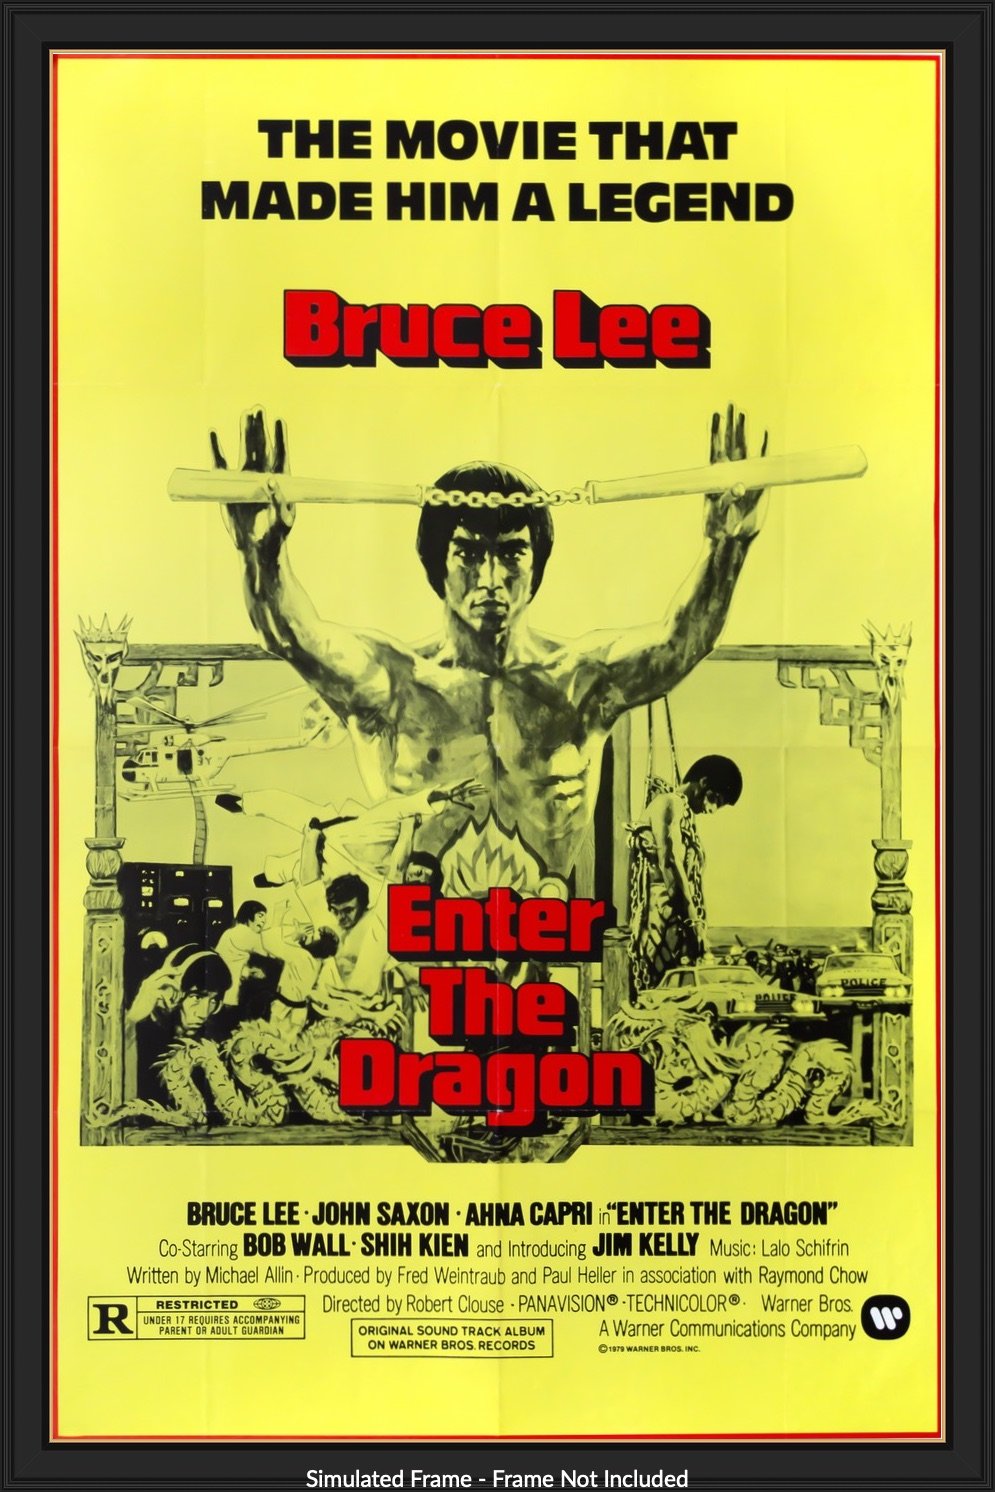 THE MOVIE THAT
MADE HIM A LEGEND
Bruce Lee
POLICE
POLICE
Enter
The
Dragon
BRUCE LEE · JOHN SAXON · AHNA CAPRI in "ENTER THE DRAGON"
Co-Starring BOB WALL · SHIH KIEN and Introducing JIM KELLY Music: Lalo Schifrin
Written by Michael Allin · Produced by Fred Weintraub and Paul Heller in association with Raymond Chow
Directed by Robert Clouse · PANAVISION® · TECHNICOLOR® · Warner Bros.
A Warner Communications Company
R RESTRICTED
UNDER 17 REQUIRES ACCOMPANYING
PARENT OR ADULT GUARDIAN
ORIGINAL SOUND TRACK ALBUM
ON WARNER BROS. RECORDS
©1979 WARNER BROS. INC.
Simulated Frame - Frame Not Included